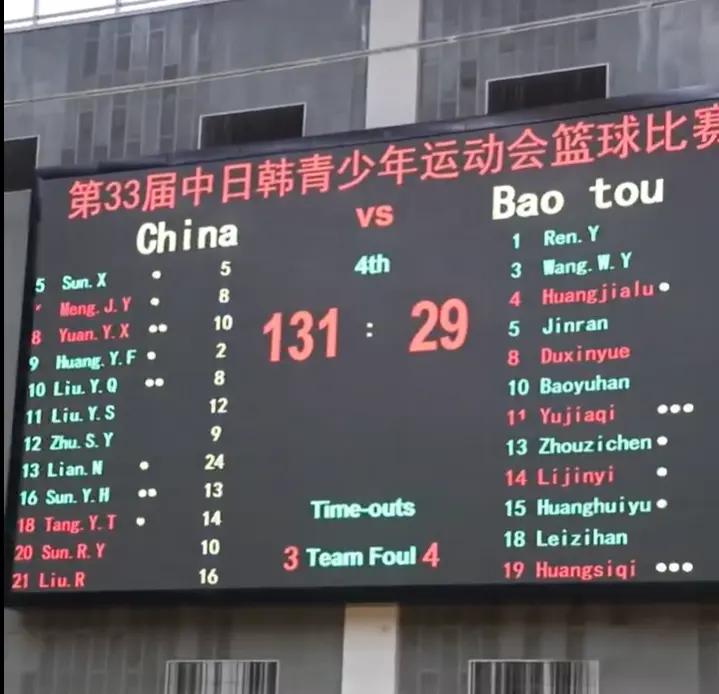 第33届中日韩青少年运动会篮球比赛
China
vs
Bao tou
4th
131 : 29
5 Sun.X 5
Meng.J.Y 8
8 Yuan.Y.X 10
9 Huang.Y.F 2
10 Liu.Y.Q 8
11 Liu.Y.S 12
12 Zhu.S.Y 9
13 Lian.N 24
16 Sun.Y.H 13
18 Tang.Y.T 14
20 Sun.R.Y 10
21 Liu.R 16
Time-outs
3 Team Foul 4
1 Ren.Y
3 Wang.W.Y
4 Huangjialu
5 Jinran
8 Duxinyue
10 Baoyuhan
11 Yujiaqi
13 Zhouzichen
14 Lijinyi
15 Huanghuiyu
18 Leizihan
19 Huangsiqi